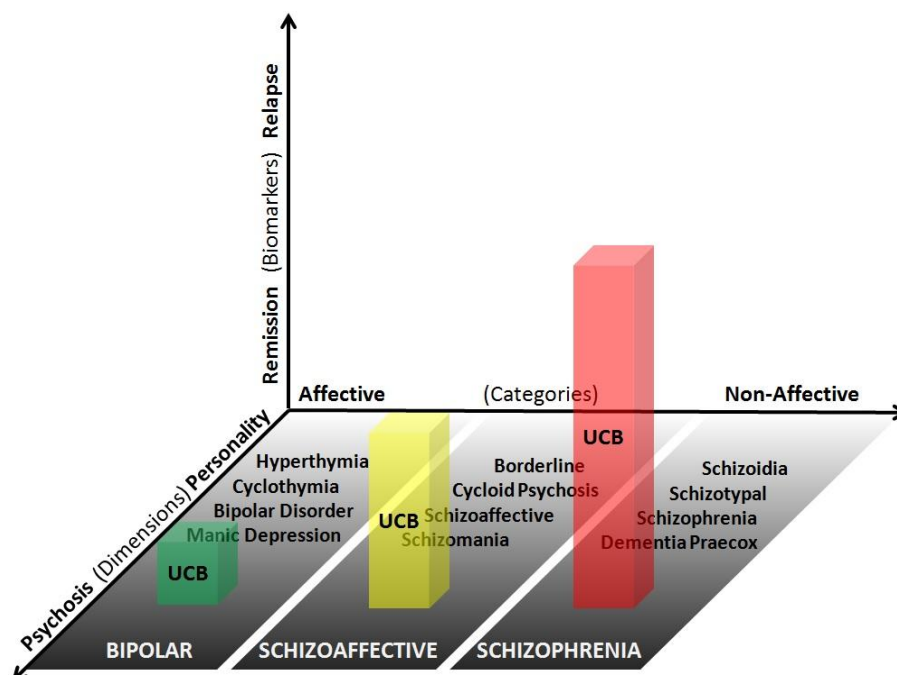 Remission (Biomarkers) Relapse
Affective (Categories) Non-Affective
Psychosis (Dimensions) Personality
Hyperthymia
Cyclothymia
Bipolar Disorder
Manic Depression
UCB
BIPOLAR
Borderline
Cycloid Psychosis
Schizoaffective
Schizomania
UCB
SCHIZOAFFECTIVE
UCB
Schizoidia
Schizotypal
Schizophrenia
Dementia Praecox
SCHIZOPHRENIA